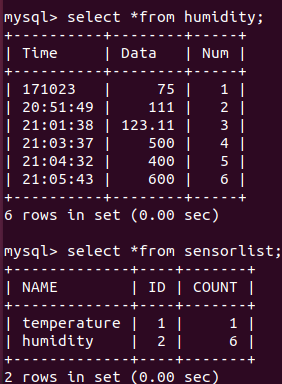 mysql> select *from humidity;
+----------+--------+-----+
| Time     | Data   | Num |
+----------+--------+-----+
| 171023   |     75 |   1 |
| 20:51:49 |    111 |   2 |
| 21:01:38 | 123.11 |   3 |
| 21:03:37 |    500 |   4 |
| 21:04:32 |    400 |   5 |
| 21:05:43 |    600 |   6 |
+----------+--------+-----+
6 rows in set (0.00 sec)

mysql> select *from sensorlist;
+-------------+----+-------+
| NAME        | ID | COUNT |
+-------------+----+-------+
| temperature |  1 |     1 |
| humidity    |  2 |     6 |
+-------------+----+-------+
2 rows in set (0.00 sec)